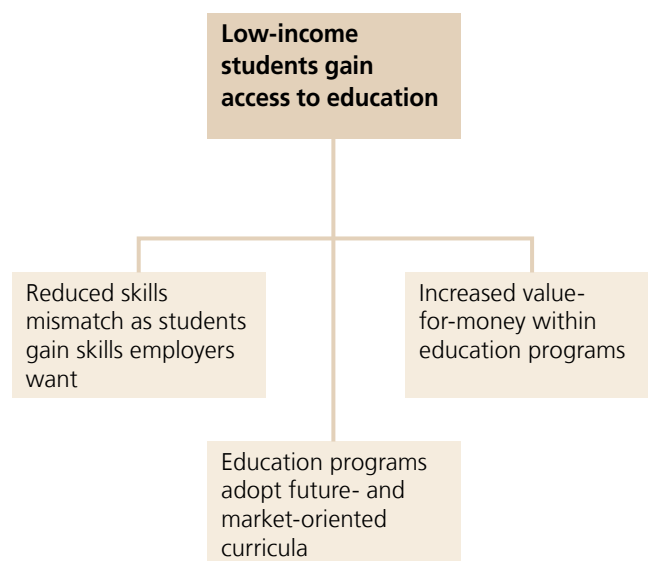 Low-income
students gain
access to education
Reduced skills
mismatch as students
gain skills employers
want
Increased value-
for-money within
education programs
Education programs
adopt future- and
market-oriented
curricula